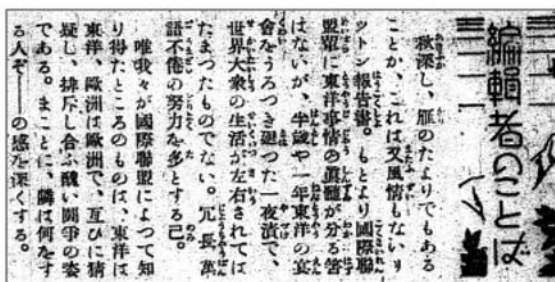 編輯者のことば
秋深し、雁のたよりでもある
ことか、これは又風情もないリ
ツトン報告書。もとより國際聯
盟輩に東洋事情の眞髓が分る筈
はないが、半歳や一年東洋の宴
會をうろつき廻つた一夜漬で、
世界大衆の生活が左右されては
たまつたものでない。冗長萬
語不倦の努力を多とする已。
唯我々が國際聯盟によつて知
り得たところのものは、東洋は
東洋、歐洲は歐洲で、互ひに猜
疑し、排斥し合ふ醜い鬪爭の姿
である。まことに、隣は何をす
る人ぞ――の感を深くする。